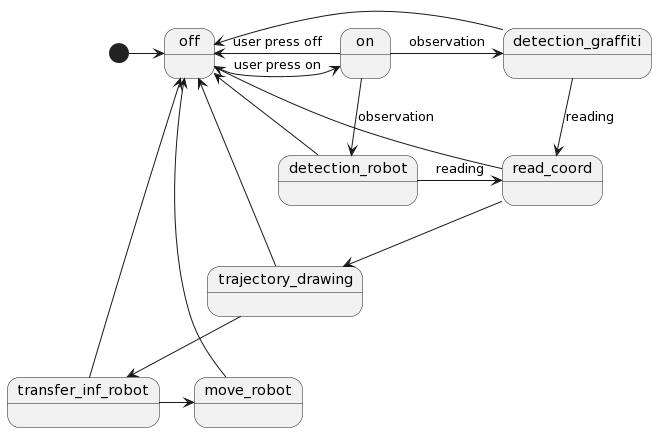 off
user press off
on
observation
detection_graffiti
user press on
observation
reading
detection_robot
reading
read_coord
trajectory_drawing
transfer_inf_robot
move_robot